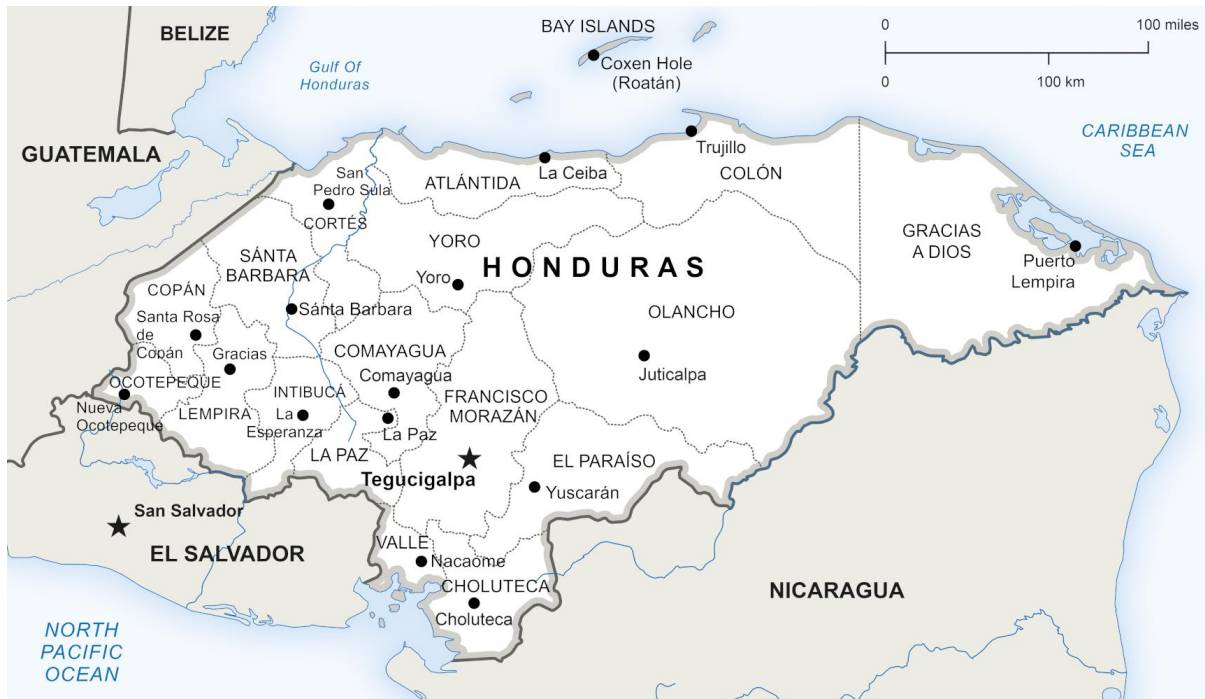 BELIZE
BAY ISLANDS
0
100 miles
Gulf Of
Honduras
Coxen Hole
(Roatán)
0
100 km
CARIBBEAN
SEA
GUATEMALA
Trujillo
La Ceiba
COLÓN
San
Pedro Sula
ATLÁNTIDA
CORTÉS
GRACIAS
A DIOS
YORO
SÁNTA
BARBARA
HONDURAS
Puerto
Lempira
Yoro
COPÁN
Sánta Barbara
OLANCHO
Santa Rosa
de
Copán
Gracias
COMAYAGUA
Comayagua
Juticalpa
OCOTEPEQUE
INTIBUCÁ
FRANCISCO
MORAZÁN
Nueva
Ocotepeque
LEMPIRA
La
Esperanza
La Paz
LA PAZ
EL PARAÍSO
Tegucigalpa
Yuscarán
San Salvador
VALLE
EL SALVADOR
Nacaome
CHOLUTECA
NICARAGUA
Choluteca
NORTH
PACIFIC
OCEAN